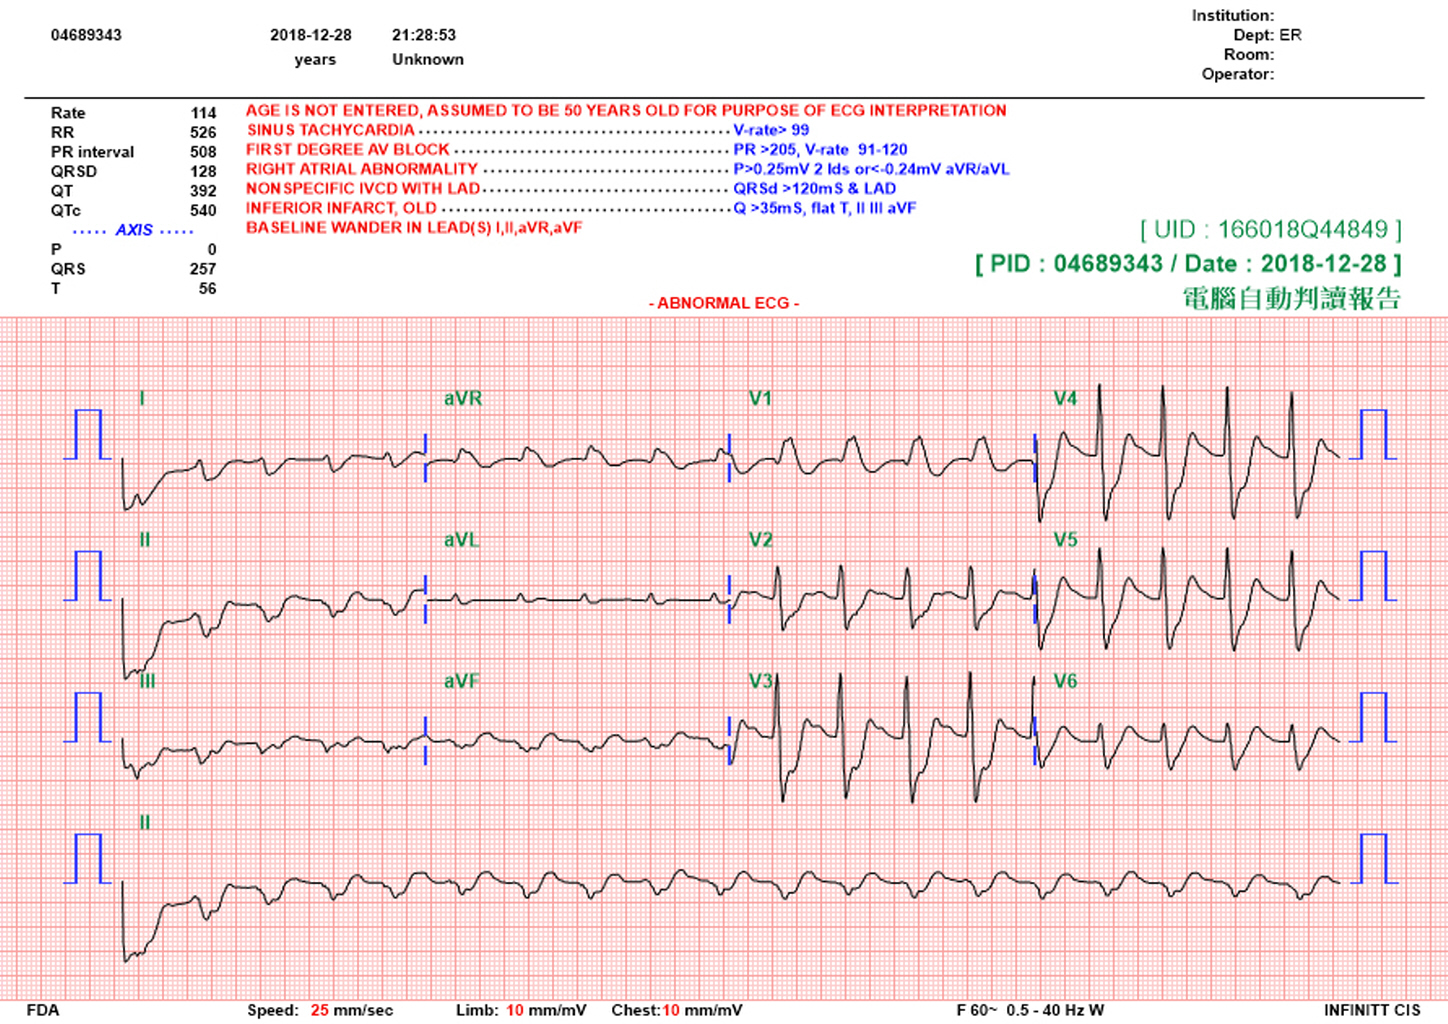 Institution:
04689343 2018-12-28 21:28:53 Dept: ER
years Unknown Room:
Operator:
Rate 114 AGE IS NOT ENTERED, ASSUMED TO BE 50 YEARS OLD FOR PURPOSE OF ECG INTERPRETATION
RR 526 SINUS TACHYCARDIA V-rate> 99
PR interval 508 FIRST DEGREE AV BLOCK PR >205, V-rate 91-120
QRSD 128 RIGHT ATRIAL ABNORMALITY P>0.25mV 2 lds or<-0.24mV aVR/aVL
QT 392 NONSPECIFIC IVCD WITH LAD QRSd >120mS & LAD
QTc 540 INFERIOR INFARCT, OLD Q >35mS, flat T, II III aVF
····· AXIS ····· BASELINE WANDER IN LEAD(S) I,II,aVR,aVF
[ UID : 166018Q44849 ]
P 0
QRS 257 [ PID : 04689343 / Date : 2018-12-28 ]
T 56 電腦自動判讀報告
- ABNORMAL ECG -
I aVR V1 V4
II aVL V2 V5
III aVF V3 V6
II
FDA Speed: 25 mm/sec Limb: 10 mm/mV Chest:10 mm/mV F 60~ 0.5 - 40 Hz W INFINITT CIS